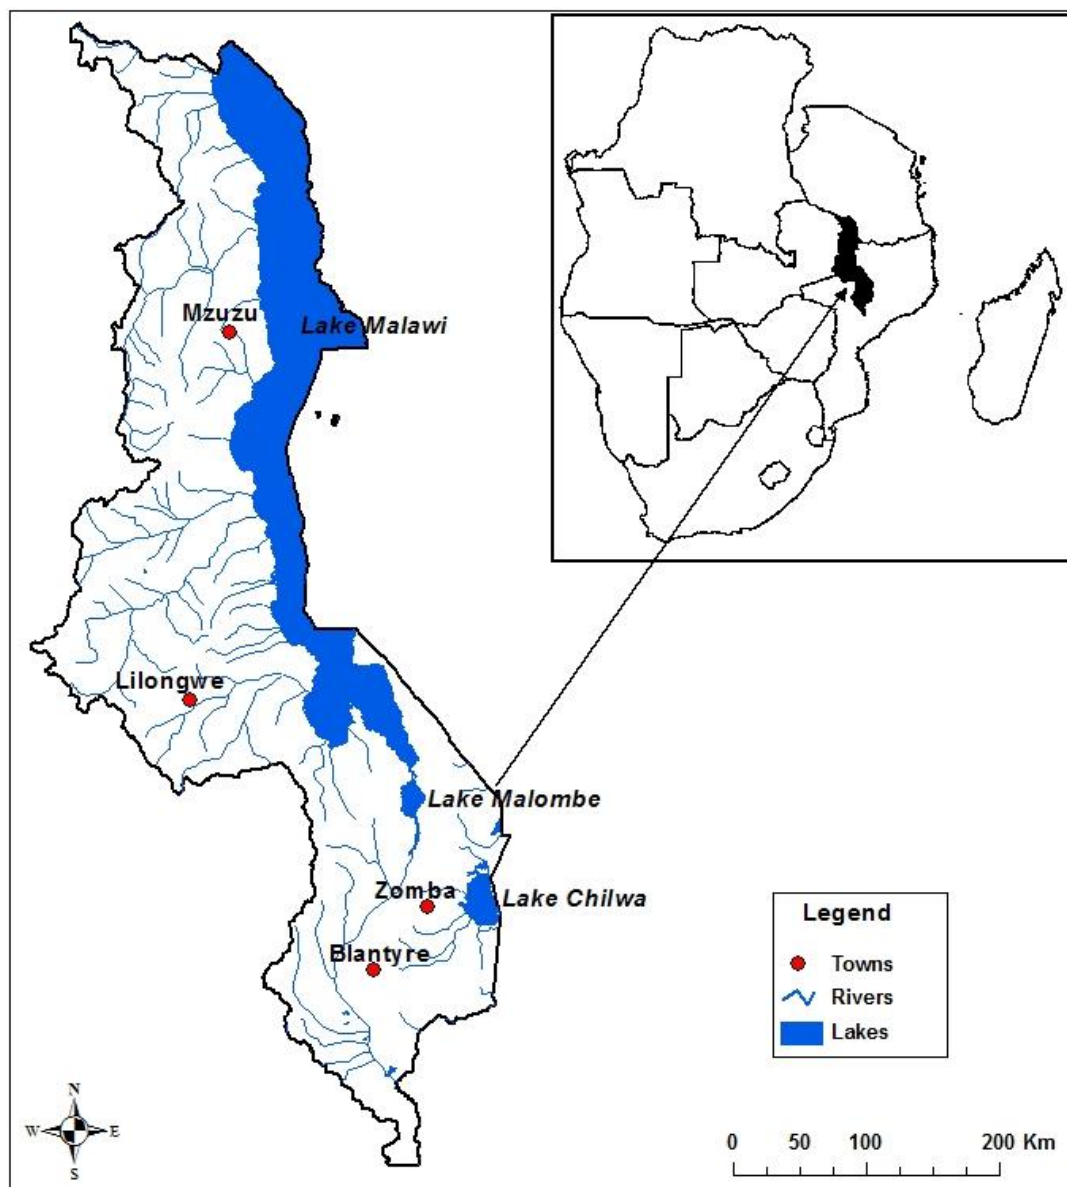 Mzuzu
Lake Malawi
Lilongwe
Lake Malombe
Zomba
Lake Chilwa
Blantyre
Legend
Towns
Rivers
Lakes
N
W E
S
0 50 100 200 Km